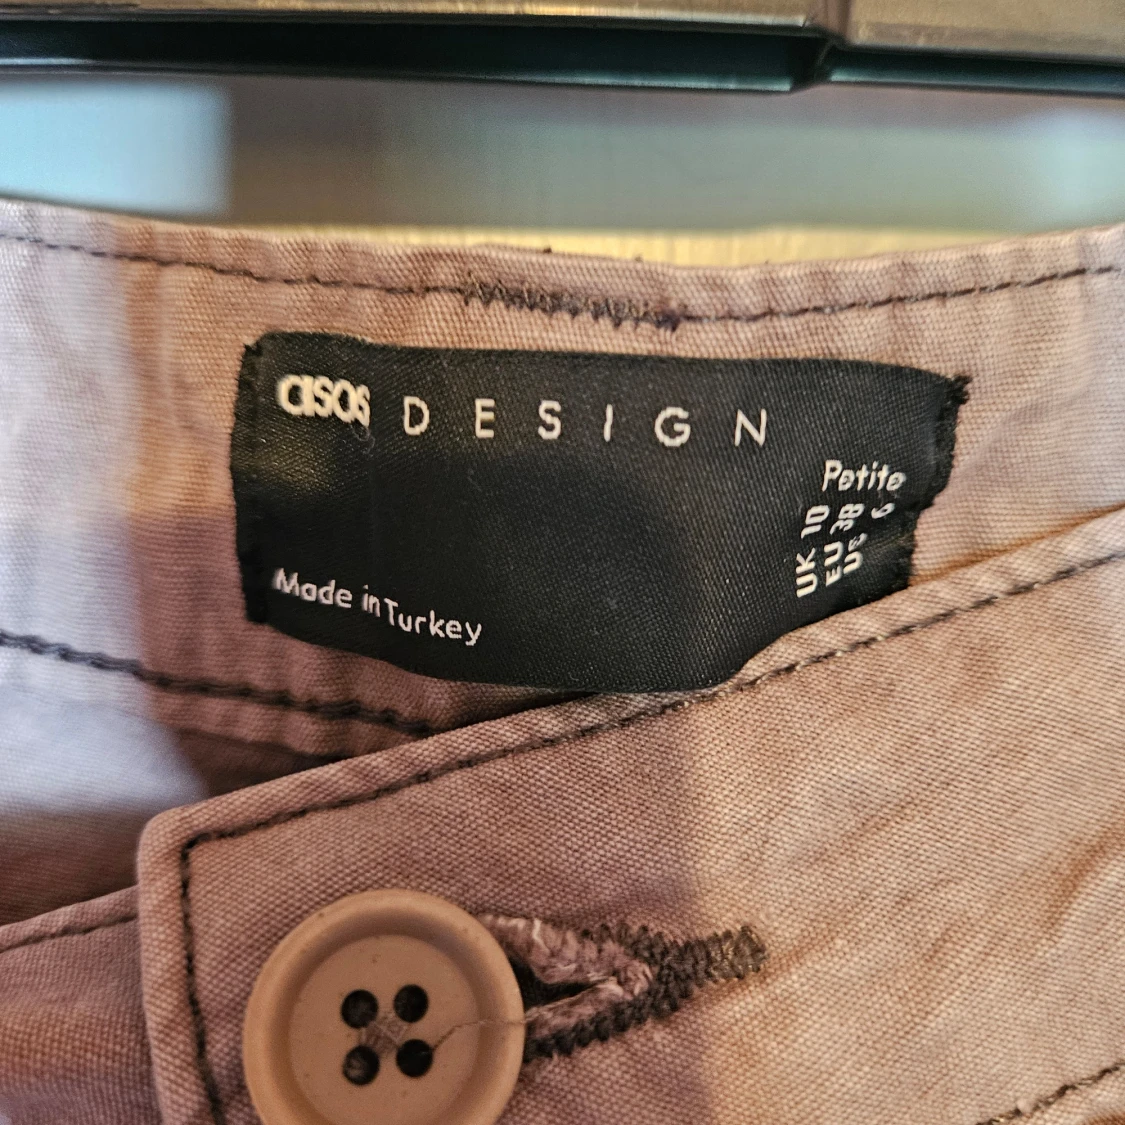 asos DESIGN
Petite
UK 10
EU 38
US 6
Made in Turkey